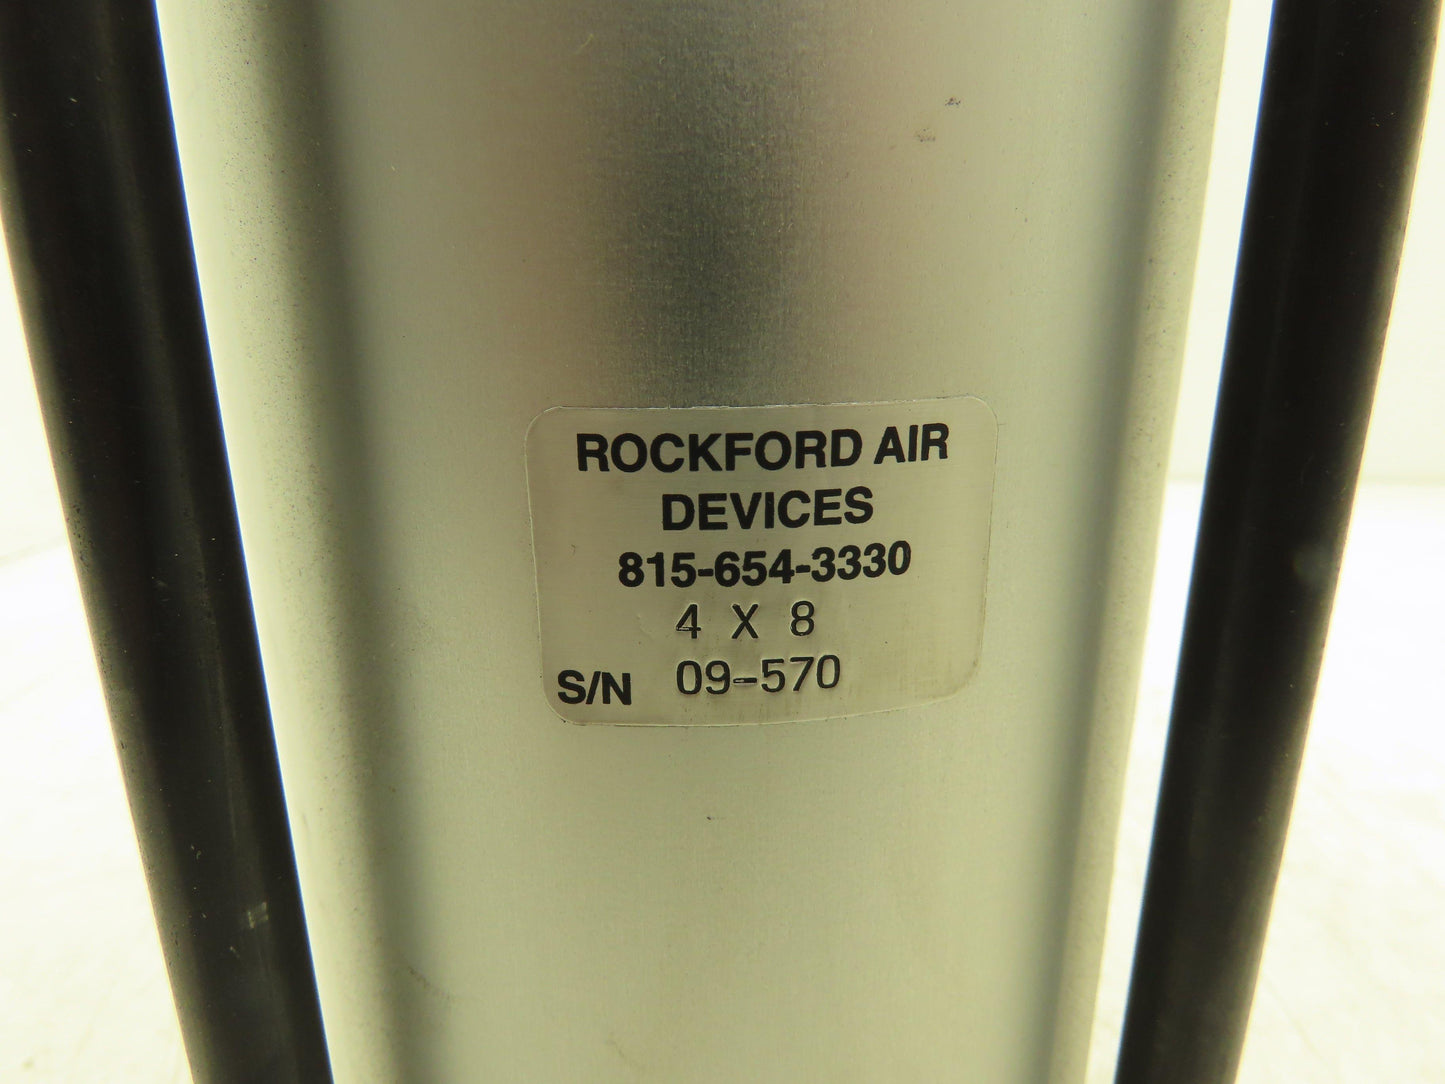 ROCKFORD AIR
DEVICES
815-654-3330
4 X 8
S/N 09-570